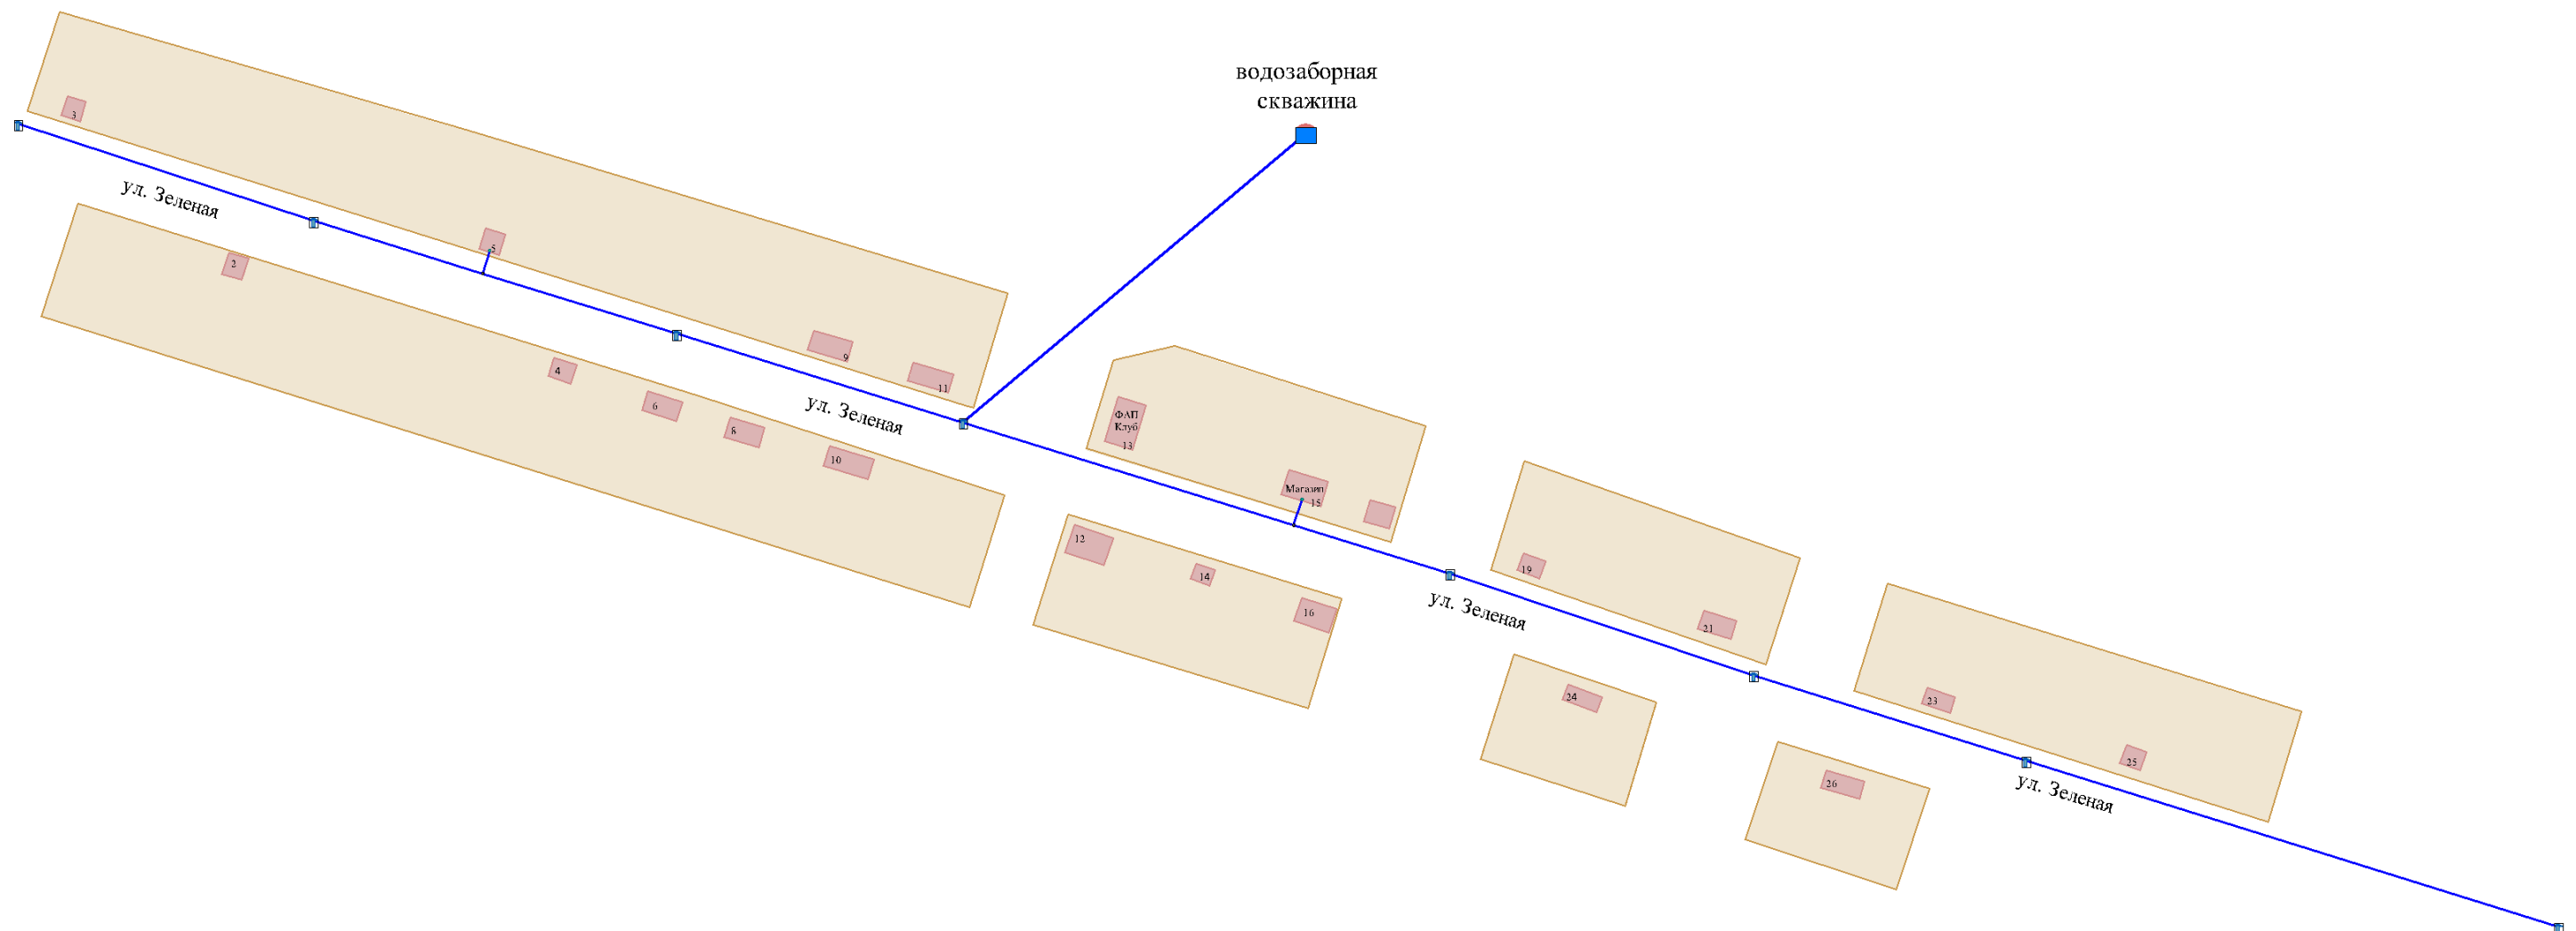 водозаборная
скважина
3
ул. Зеленая
5
2
9
4
11
6
ул. Зеленая
8
10
ФАП
Клуб
13
Магазин
15
12
14
16
19
ул. Зеленая
21
24
23
25
26
ул. Зеленая